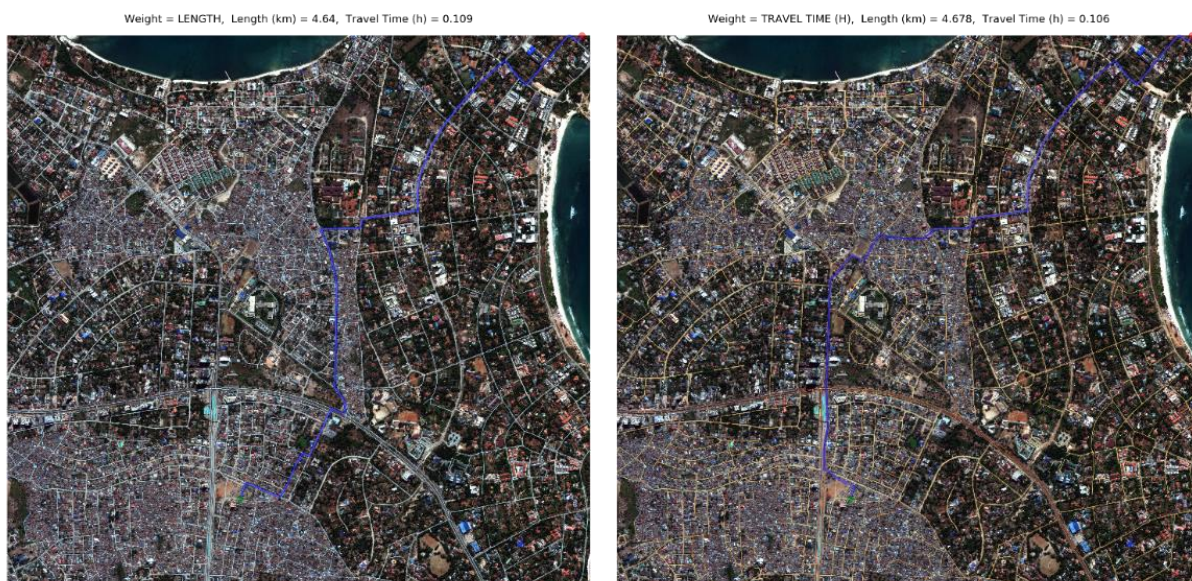 Weight = LENGTH, Length (km) = 4.64, Travel Time (h) = 0.109
Weight = TRAVEL TIME (H), Length (km) = 4.678, Travel Time (h) = 0.106